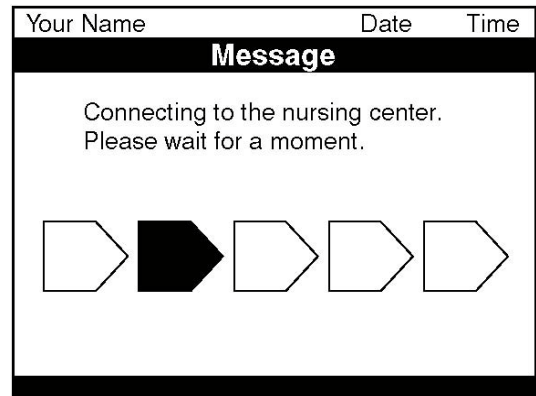 Your Name Date Time
Message
Connecting to the nursing center.
Please wait for a moment.